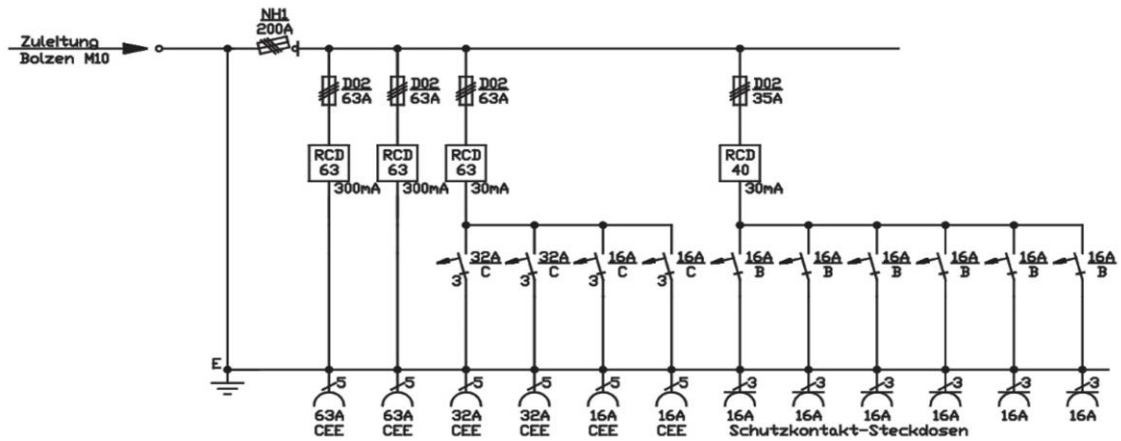 NH1
200A
Zuleitung
Bolzen M10
D02
63A
D02
63A
D02
63A
D02
35A
RCD
63
300mA
RCD
63
300mA
RCD
63
30mA
RCD
40
30mA
32A
C
3
32A
C
3
16A
C
3
16A
C
3
16A
B
16A
B
16A
B
16A
B
16A
B
16A
B
E
5 5 5 5 5 5 3 3 3 3 3 3
63A 63A 32A 32A 16A 16A 16A 16A 16A 16A 16A 16A
CEE CEE CEE CEE CEE CEE Schutzkontakt-Steckdosen